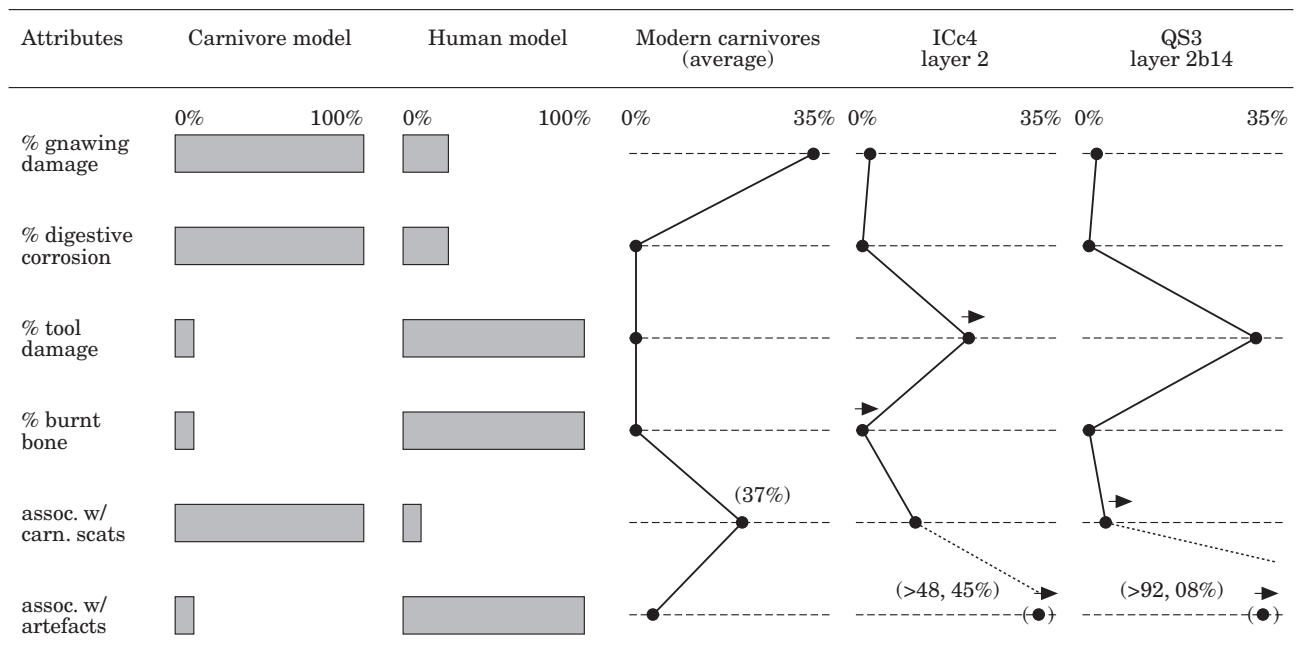 Attributes Carnivore model Human model Modern carnivores (average) ICc4 layer 2 QS3 layer 2b14
0% 100% 0% 100% 0% 35% 0% 35% 0% 35%
% gnawing
damage
% digestive
corrosion
% tool
damage
% burnt
bone
(37%)
assoc. w/
carn. scats
(>48, 45%) (>92, 08%)
assoc. w/
artefacts